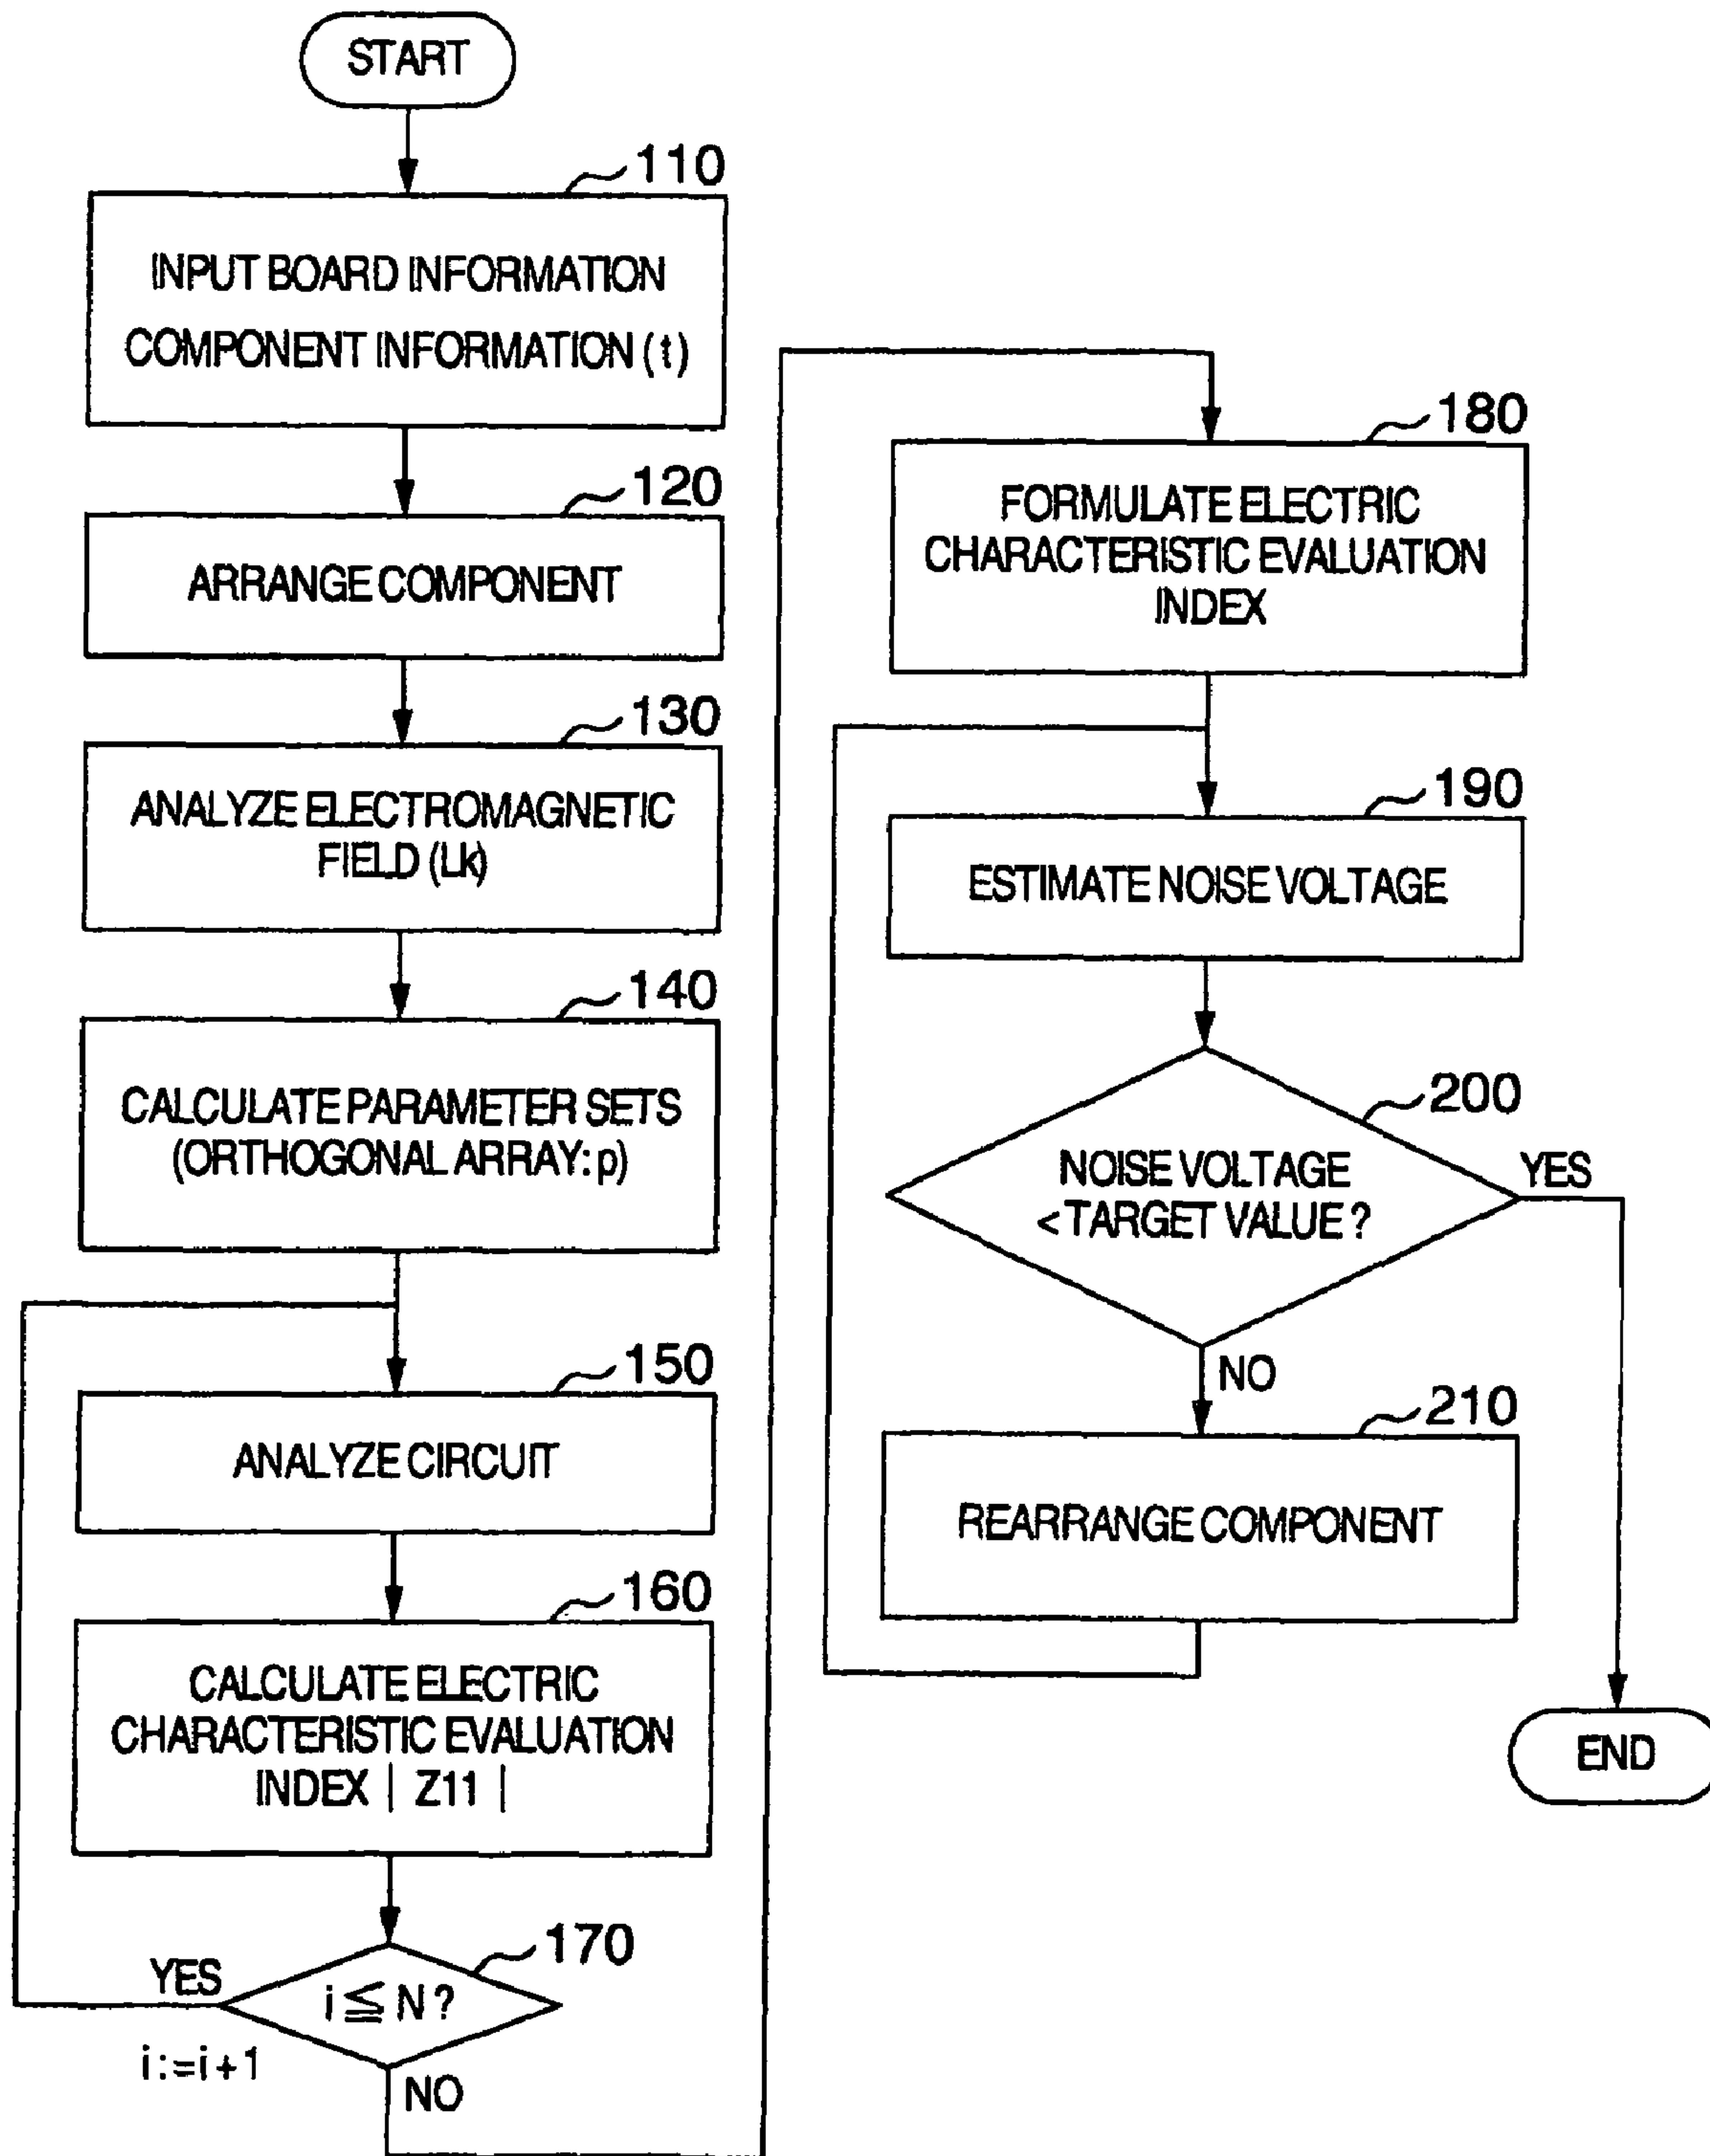 START
110
INPUT BOARD INFORMATION
COMPONENT INFORMATION (t)
120
ARRANGE COMPONENT
130
ANALYZE ELECTROMAGNETIC
FIELD (Lk)
140
CALCULATE PARAMETER SETS
(ORTHOGONAL ARRAY: p)
150
ANALYZE CIRCUIT
160
CALCULATE ELECTRIC
CHARACTERISTIC EVALUATION
INDEX | Z11 |
170
YES
i ≦ N ?
i := i + 1
NO
180
FORMULATE ELECTRIC
CHARACTERISTIC EVALUATION
INDEX
190
ESTIMATE NOISE VOLTAGE
200
NOISE VOLTAGE
< TARGET VALUE ?
YES
NO
210
REARRANGE COMPONENT
END